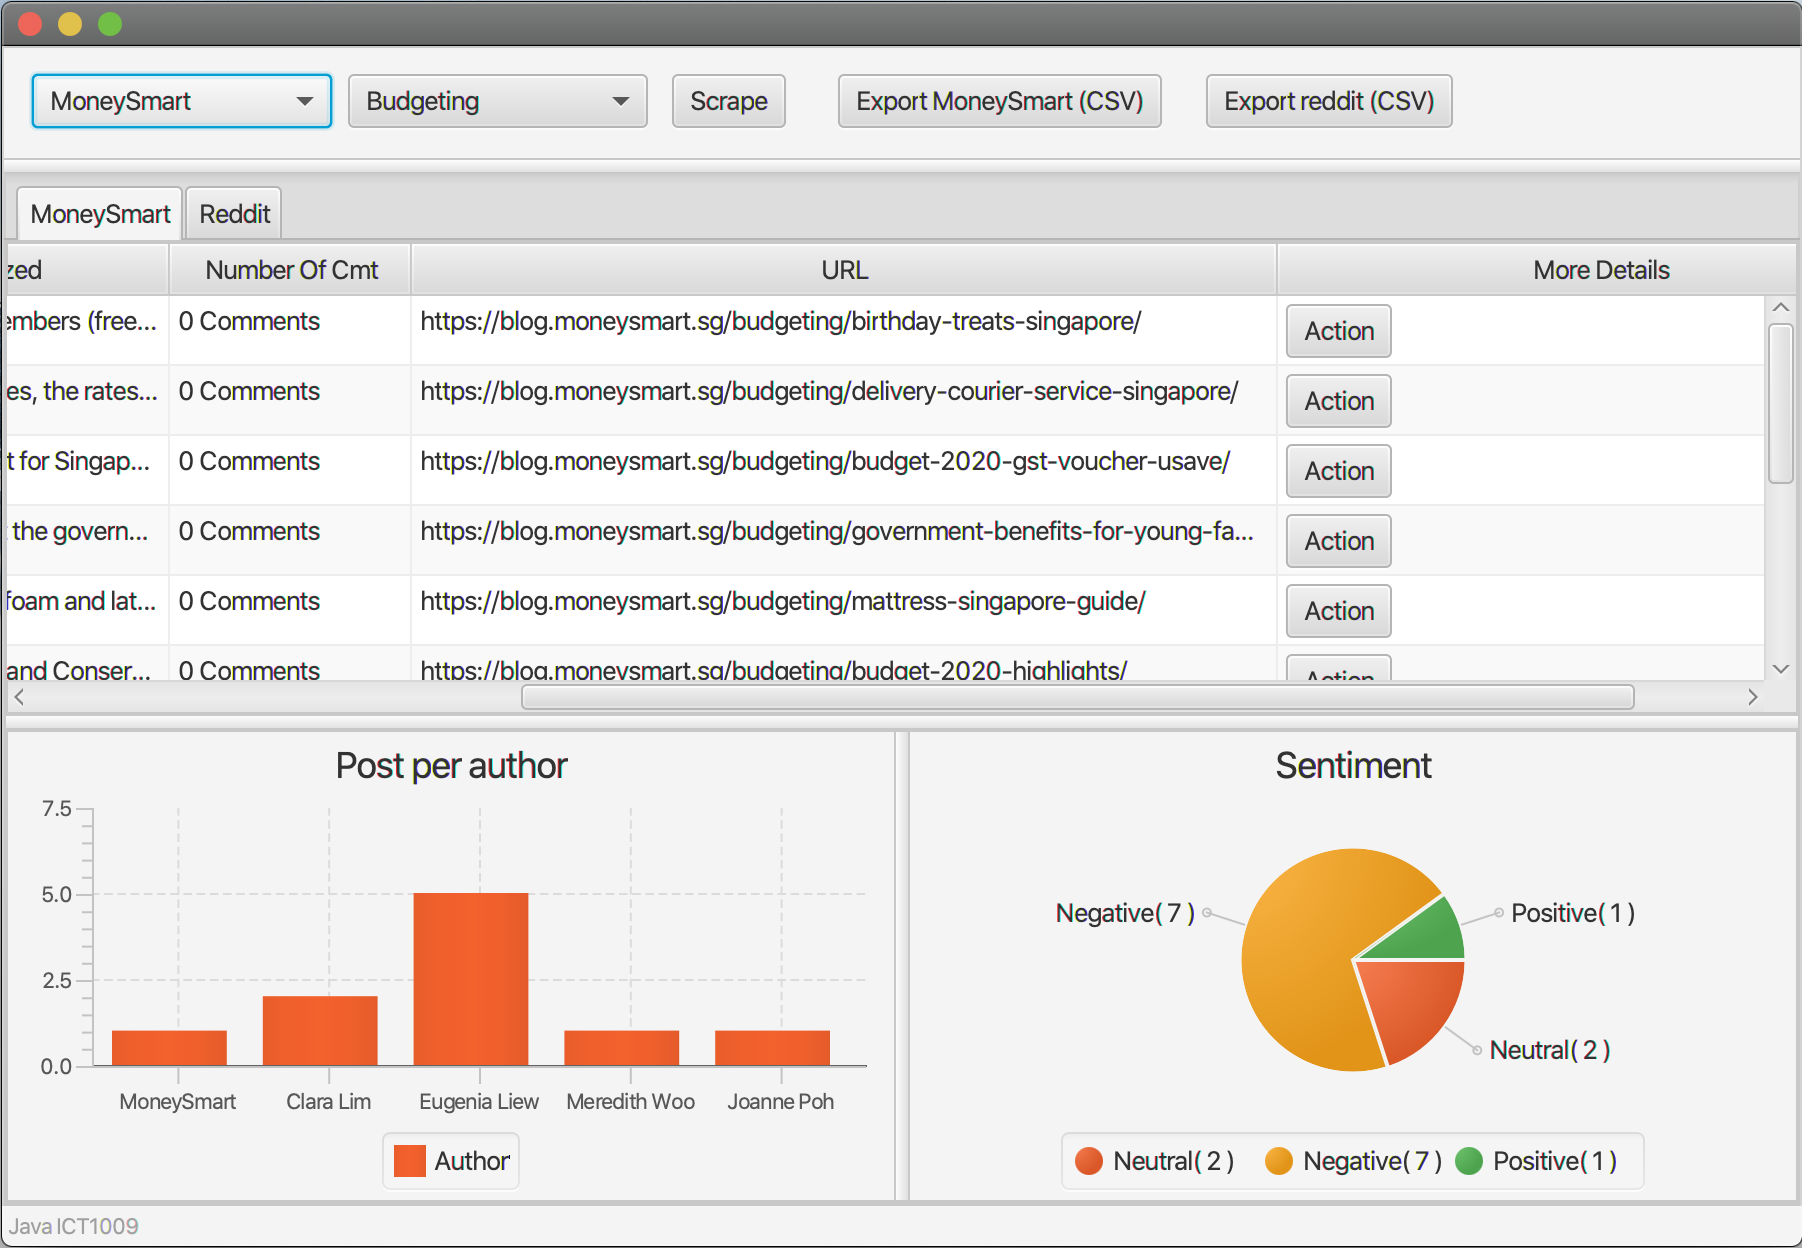 MoneySmart Budgeting Scrape Export MoneySmart (CSV) Export reddit (CSV)
MoneySmart Reddit
zed Number Of Cmt URL More Details
embers (free... 0 Comments https://blog.moneysmart.sg/budgeting/birthday-treats-singapore/ Action
es, the rates... 0 Comments https://blog.moneysmart.sg/budgeting/delivery-courier-service-singapore/ Action
t for Singap... 0 Comments https://blog.moneysmart.sg/budgeting/budget-2020-gst-voucher-usave/ Action
the govern... 0 Comments https://blog.moneysmart.sg/budgeting/government-benefits-for-young-fa... Action
foam and lat... 0 Comments https://blog.moneysmart.sg/budgeting/mattress-singapore-guide/ Action
and Conser... 0 Comments https://blog.moneysmart.sg/budgeting/budget-2020-highlights/ Action
Post per author
7.5
5.0
2.5
0.0
MoneySmart Clara Lim Eugenia Liew Meredith Woo Joanne Poh
Author
Sentiment
Negative( 7 ) Positive( 1 )
Neutral( 2 )
Neutral( 2 ) Negative( 7 ) Positive( 1 )
Java ICT1009